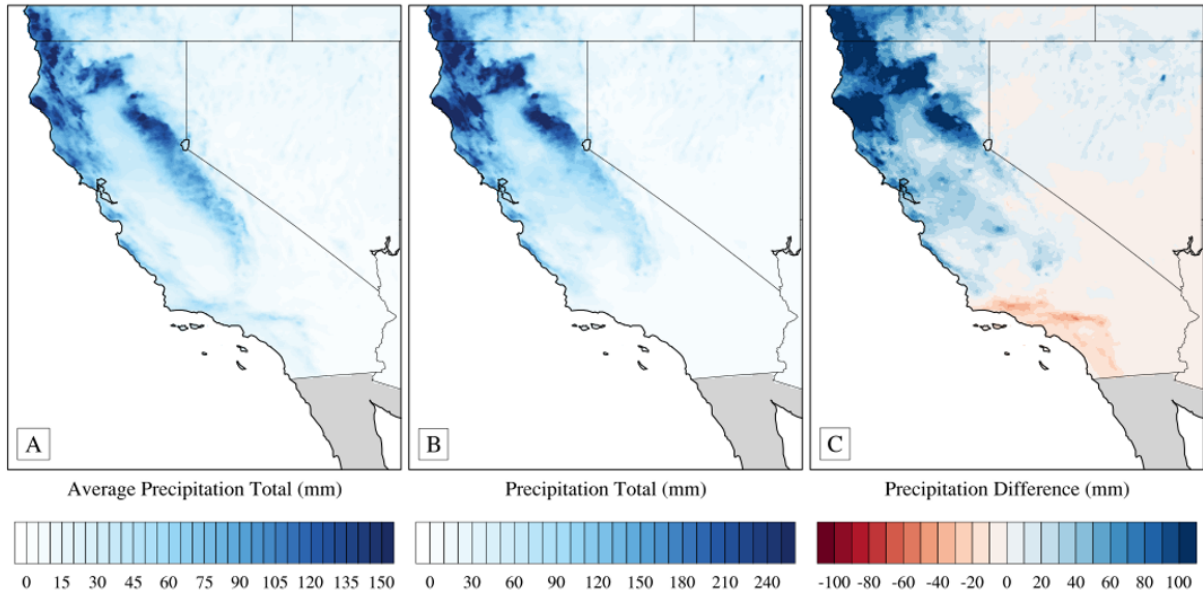 A
B
C
Average Precipitation Total (mm)
Precipitation Total (mm)
Precipitation Difference (mm)
0 15 30 45 60 75 90 105 120 135 150
0 30 60 90 120 150 180 210 240
-100 -80 -60 -40 -20 0 20 40 60 80 100